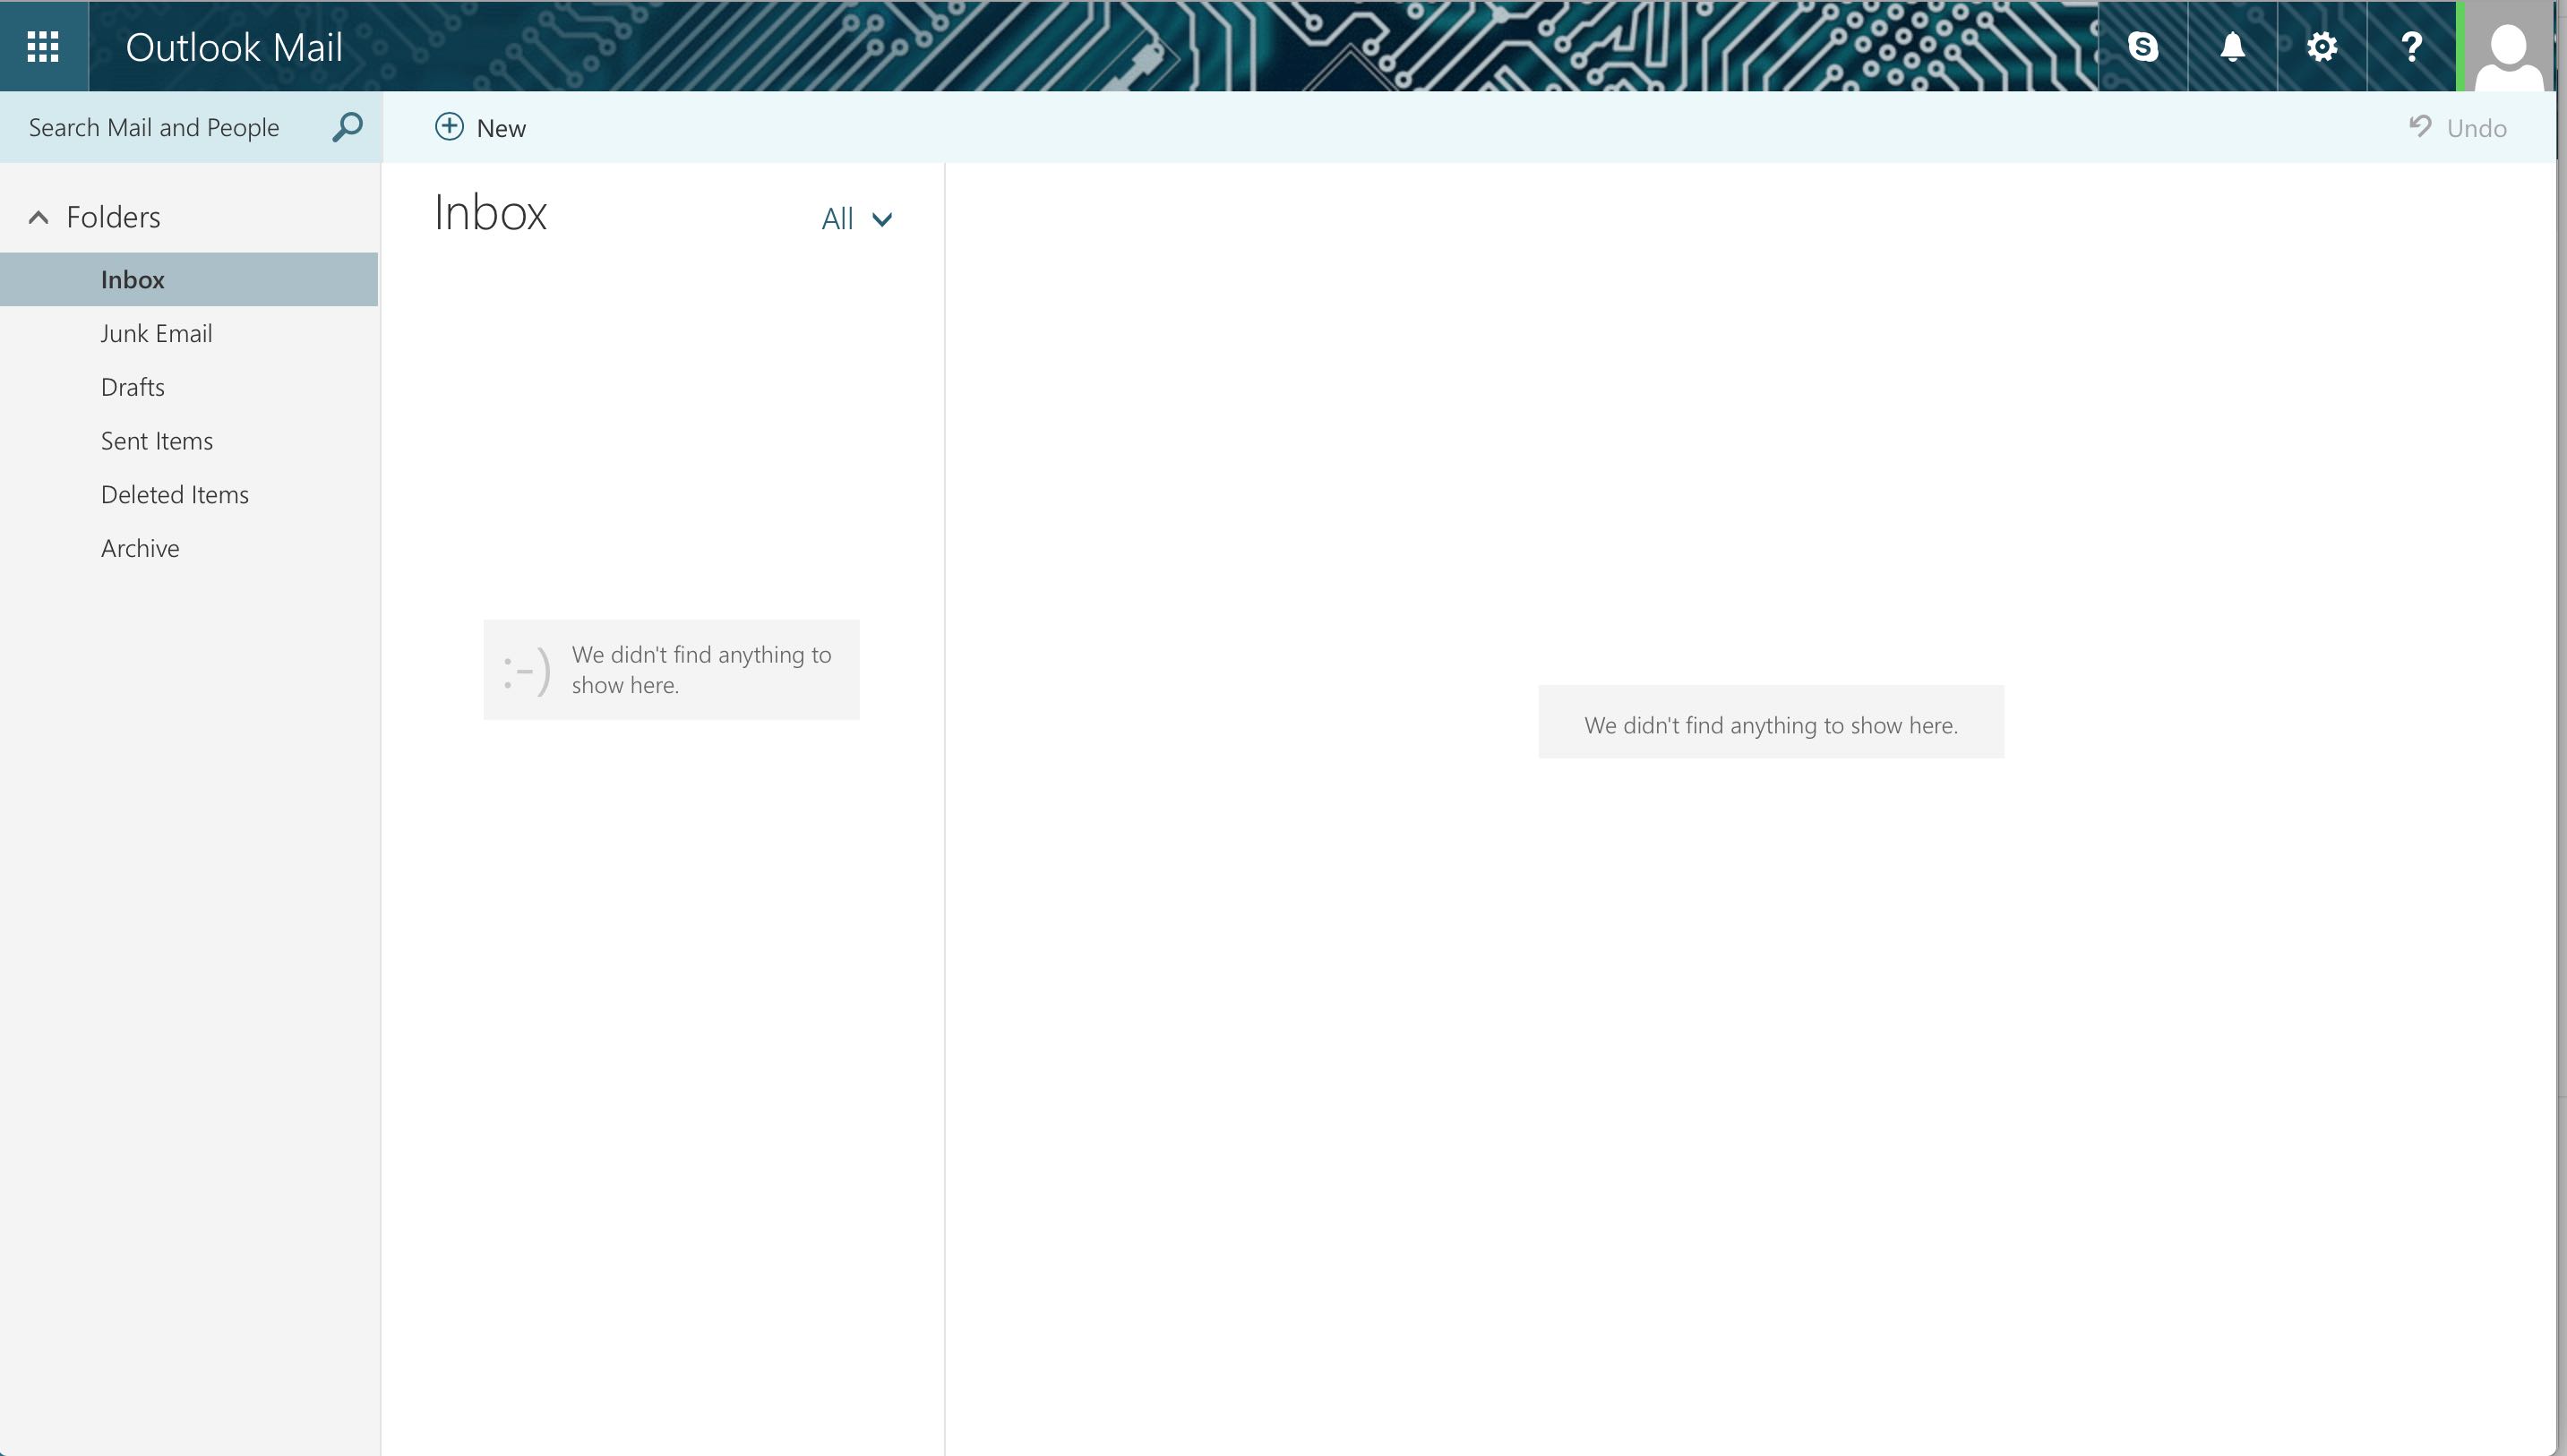 Outlook Mail
Search Mail and People
New
Undo
Folders
Inbox
Junk Email
Drafts
Sent Items
Deleted Items
Archive
Inbox
All
:-)
We didn't find anything to
show here.
We didn't find anything to show here.